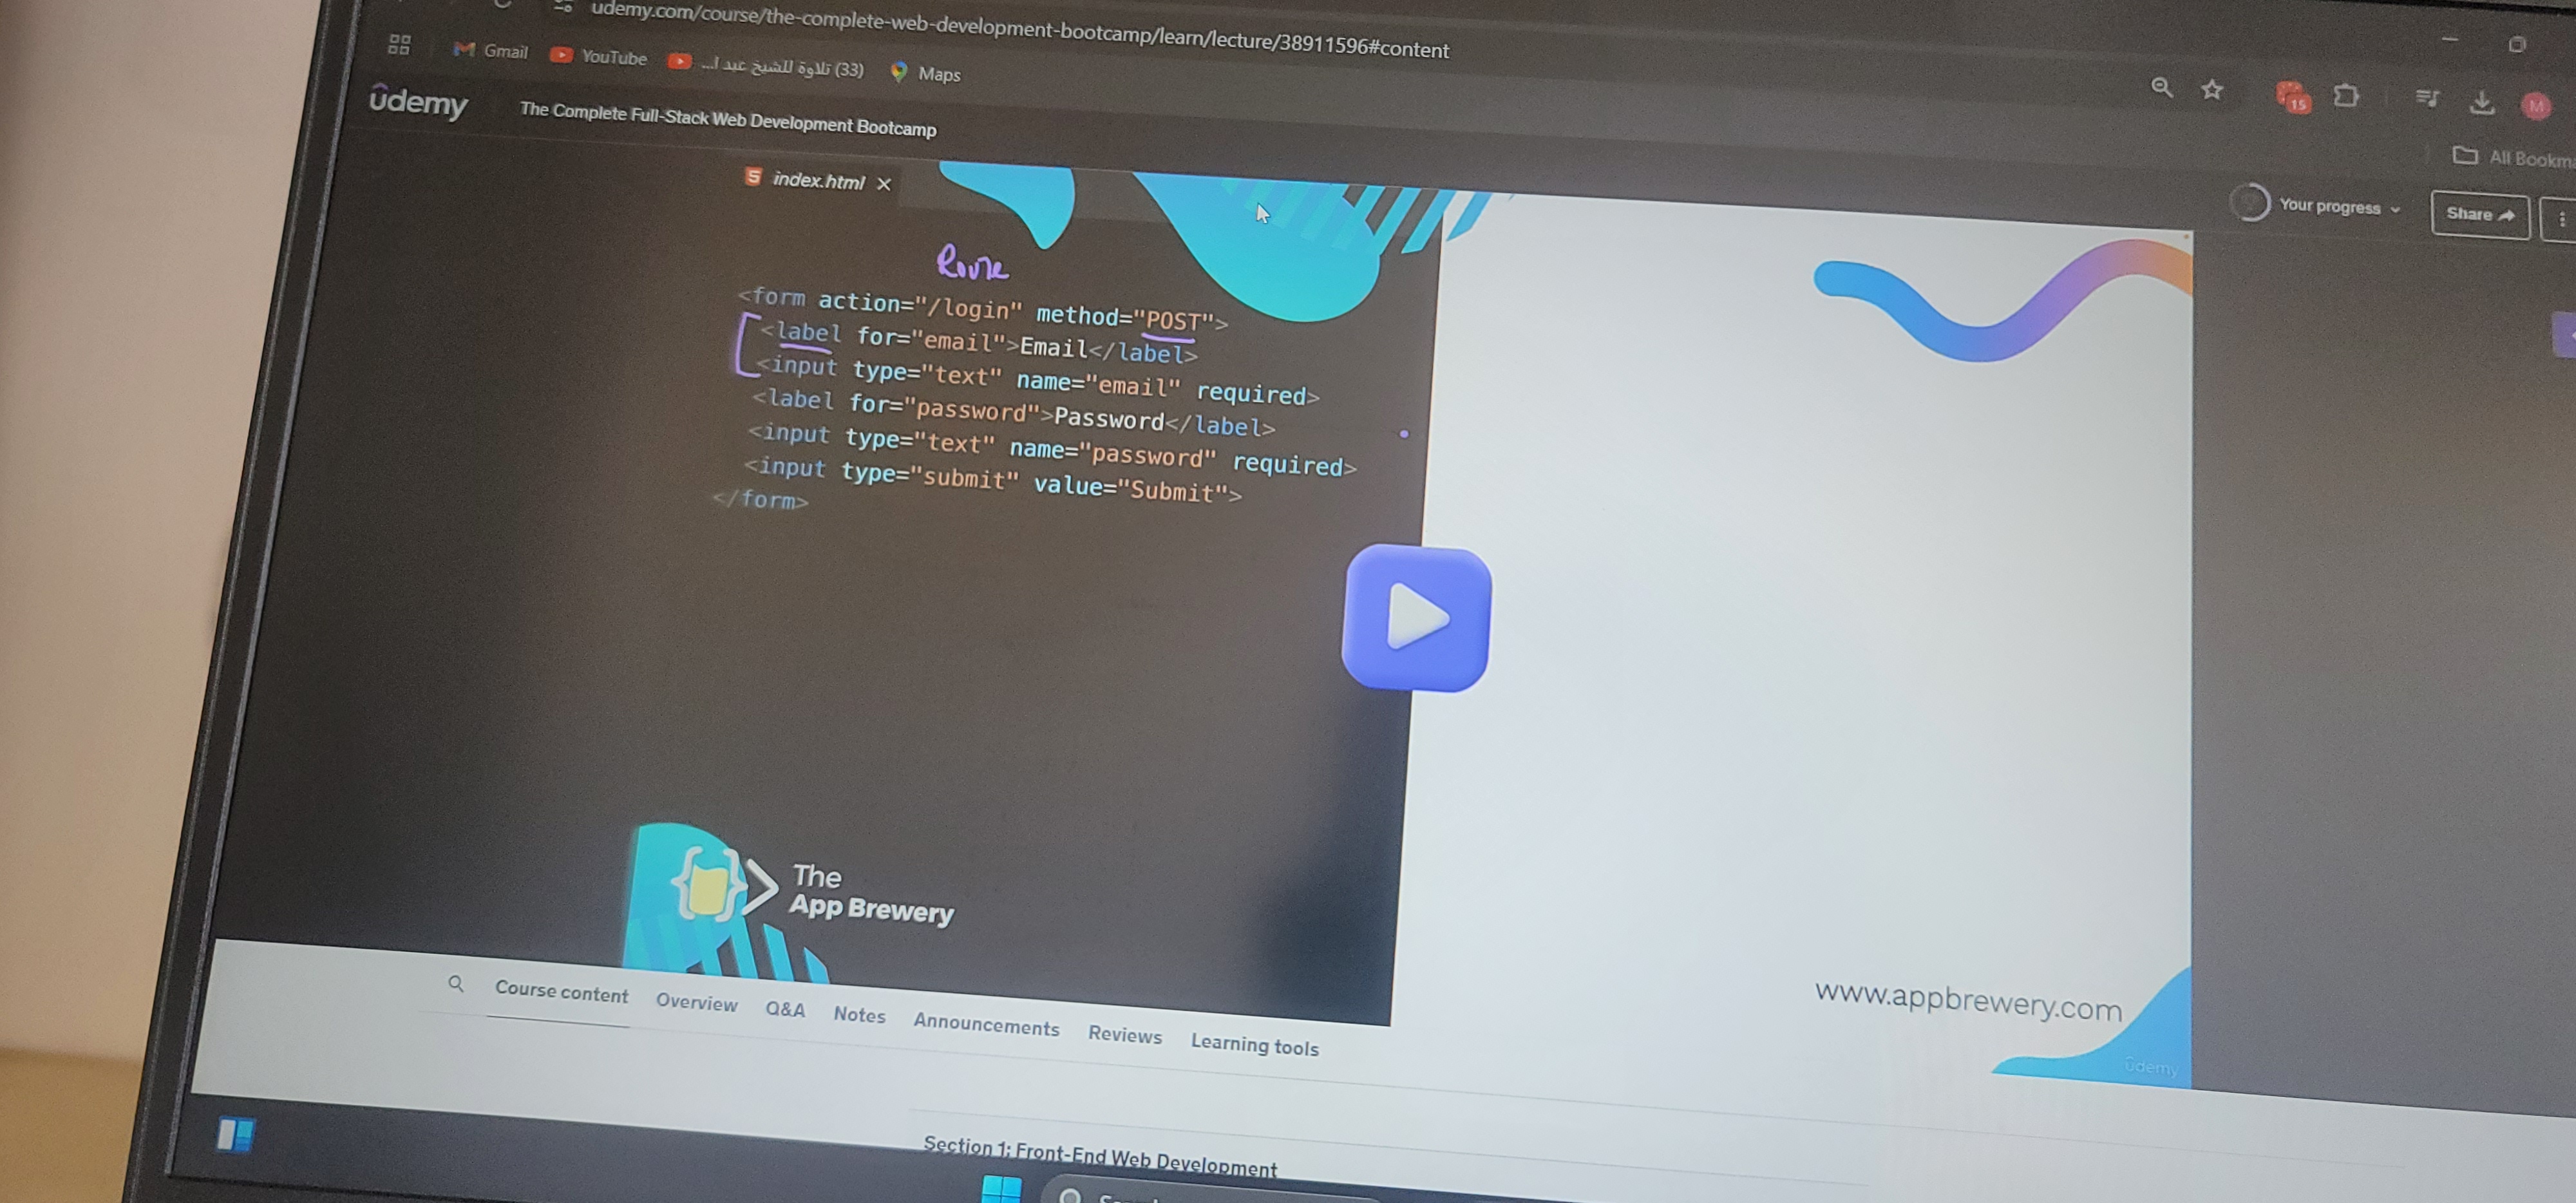 udemy.com/course/the-complete-web-development-bootcamp/learn/lecture/38911596#content
Gmail YouTube (33) تلاوة للشيخ عبد ا... Maps
15 M
All Bookma
udemy The Complete Full-Stack Web Development Bootcamp
Your progress Share
index.html
Route
<form action="/login" method="POST">
<label for="email">Email</label>
<input type="text" name="email" required>
<label for="password">Password</label>
<input type="text" name="password" required>
<input type="submit" value="Submit">
</form>
The
App Brewery
www.appbrewery.com
udemy
Course content Overview Q&A Notes Announcements Reviews Learning tools
Section 1: Front-End Web Development